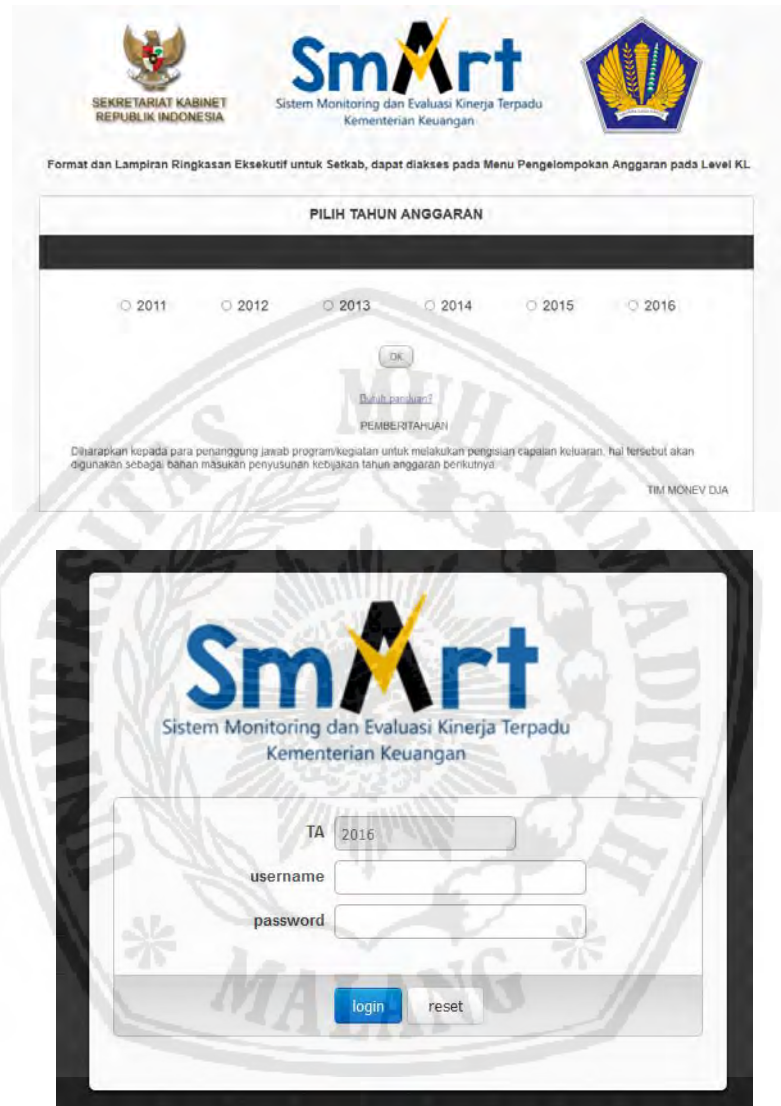 SEKRETARIAT KABINET
REPUBLIK INDONESIA
SmArt
Sistem Monitoring dan Evaluasi Kinerja Terpadu
Kementerian Keuangan
Format dan Lampiran Ringkasan Eksekutif untuk Setkab, dapat diakses pada Menu Pengelompokan Anggaran pada Level KL
PILIH TAHUN ANGGARAN
2011 2012 2013 2014 2015 2016
OK
Butuh panduan?
PEMBERITAHUAN
Diharapkan kepada para penanggung jawab program/kegiatan untuk melakukan pengisian capaian keluaran, hal tersebut akan
digunakan sebagai bahan masukan penyusunan kebijakan tahun anggaran berikutnya
TIM MONEV DJA
SmArt
Sistem Monitoring dan Evaluasi Kinerja Terpadu
Kementerian Keuangan
TA 2016
username
password
login reset
UNIVERSITAS MUHAMMADIYAH
MALANG